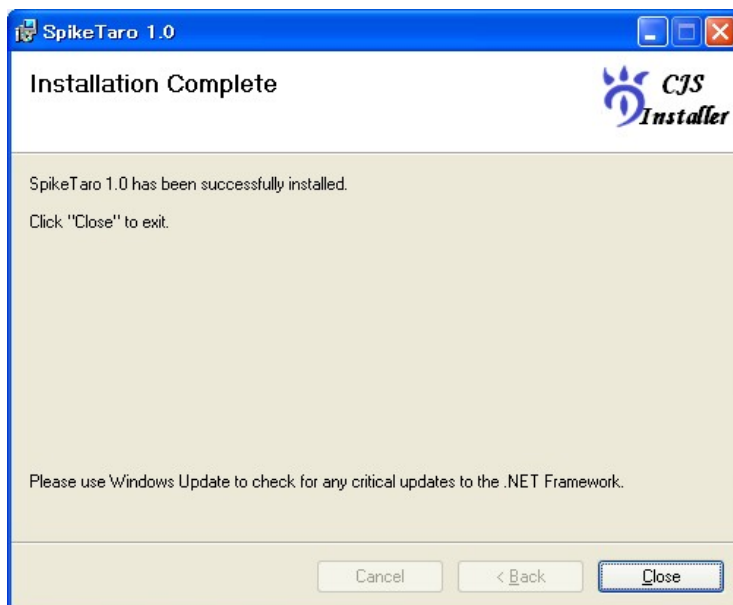 SpikeTaro 1.0
Installation Complete
CJS
Installer
SpikeTaro 1.0 has been successfully installed.
Click "Close" to exit.
Please use Windows Update to check for any critical updates to the .NET Framework.
Cancel
< Back
Close